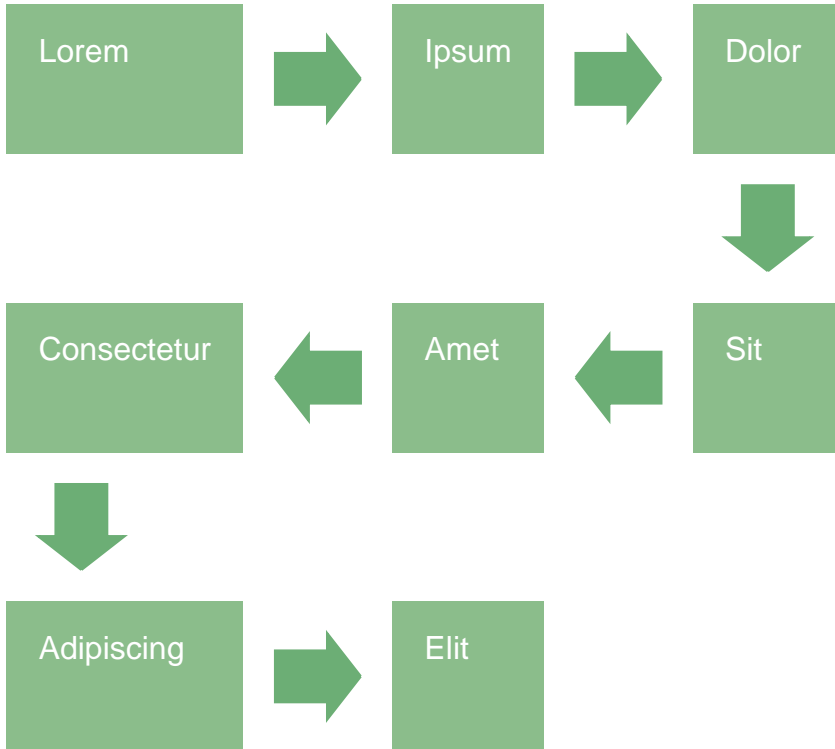 Lorem
Ipsum
Dolor
Sit
Amet
Consectetur
Adipiscing
Elit